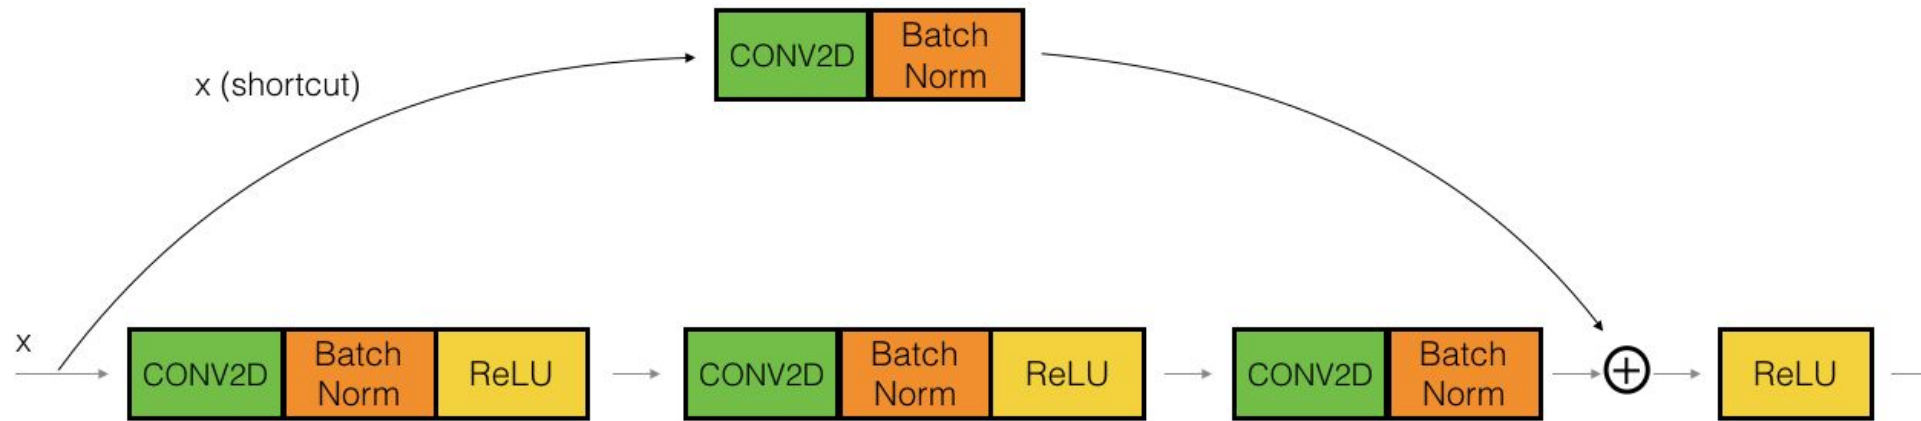 CONV2D
Batch
Norm
x (shortcut)
x
CONV2D
Batch
Norm
ReLU
CONV2D
Batch
Norm
ReLU
CONV2D
Batch
Norm
ReLU